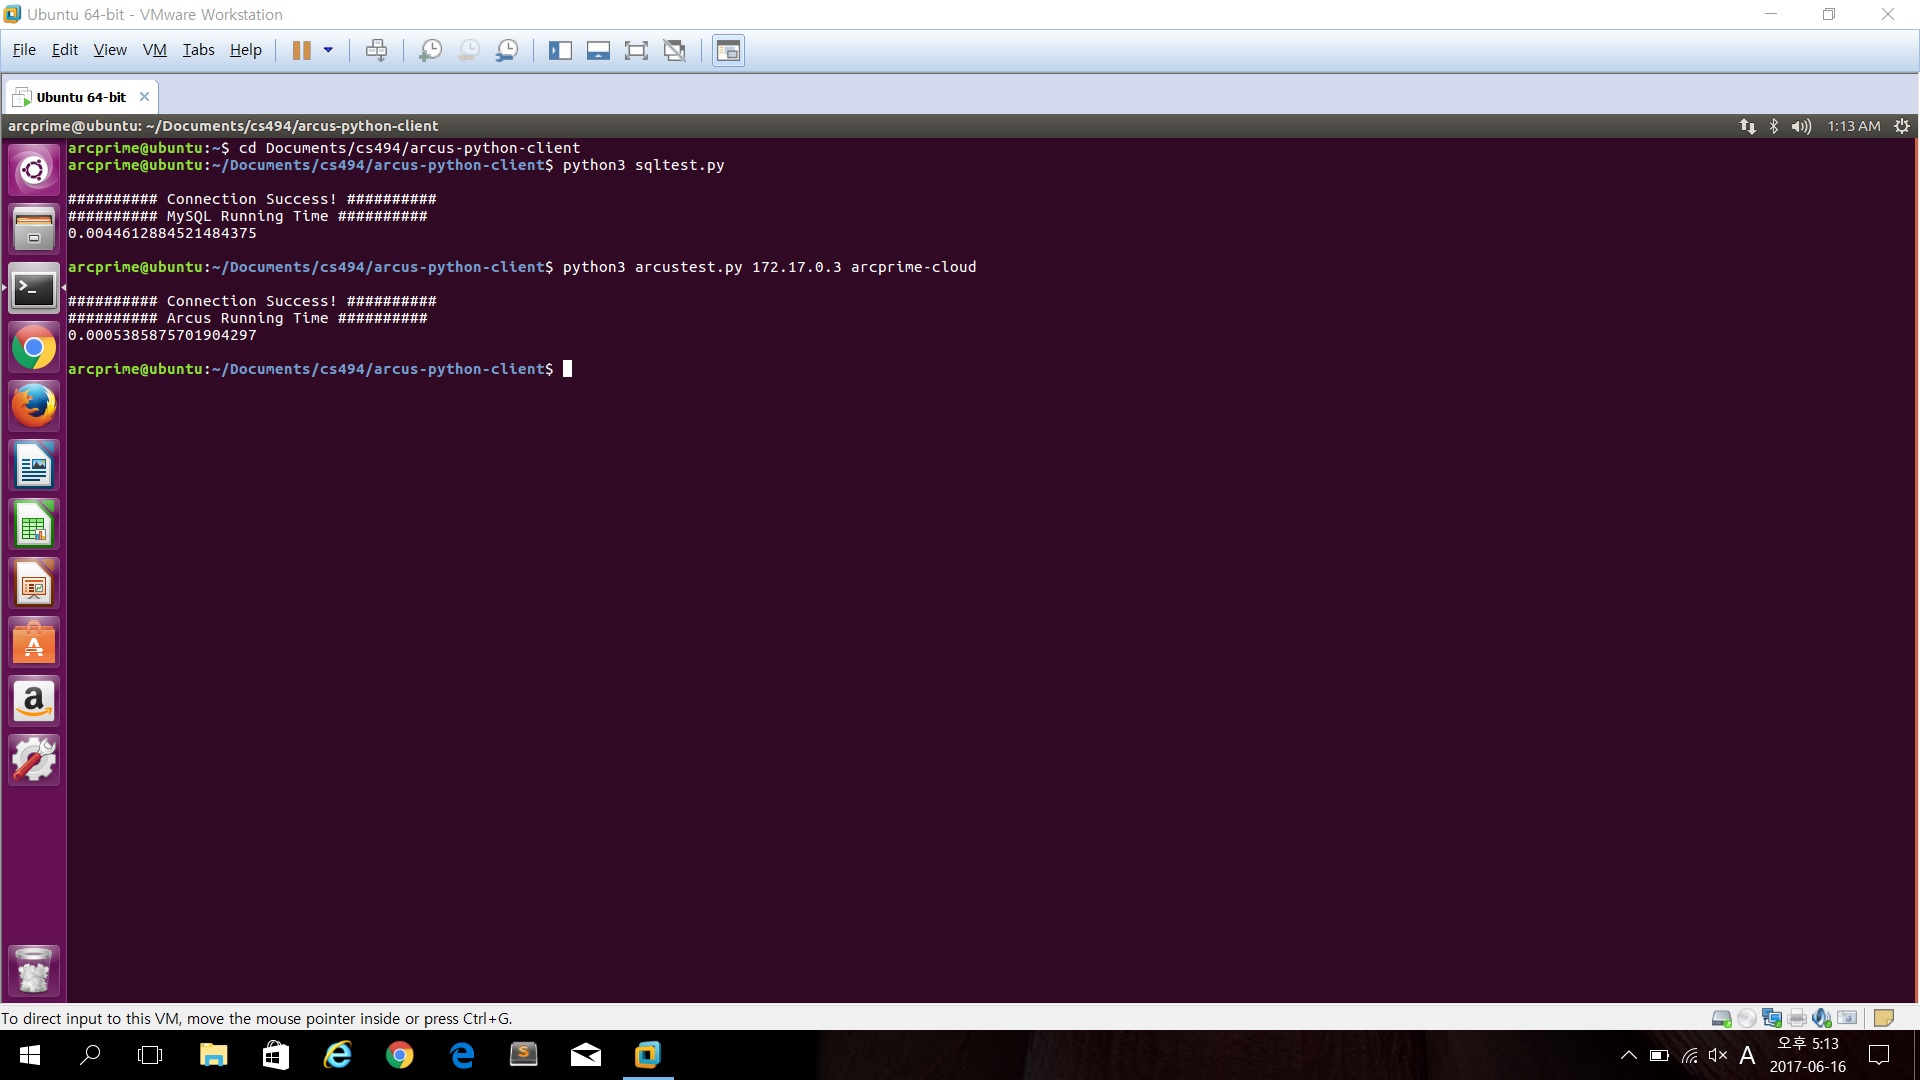 Ubuntu 64-bit - VMware Workstation
File Edit View VM Tabs Help
Ubuntu 64-bit
arcprime@ubuntu: ~/Documents/cs494/arcus-python-client
1:13 AM
arcprime@ubuntu:~$ cd Documents/cs494/arcus-python-client
arcprime@ubuntu:~/Documents/cs494/arcus-python-client$ python3 sqltest.py
########## Connection Success! ##########
########## MySQL Running Time ##########
0.0044612884521484375
arcprime@ubuntu:~/Documents/cs494/arcus-python-client$ python3 arcustest.py 172.17.0.3 arcprime-cloud
########## Connection Success! ##########
########## Arcus Running Time ##########
0.0005385875701904297
arcprime@ubuntu:~/Documents/cs494/arcus-python-client$
To direct input to this VM, move the mouse pointer inside or press Ctrl+G.
A
오후 5:13
2017-06-16